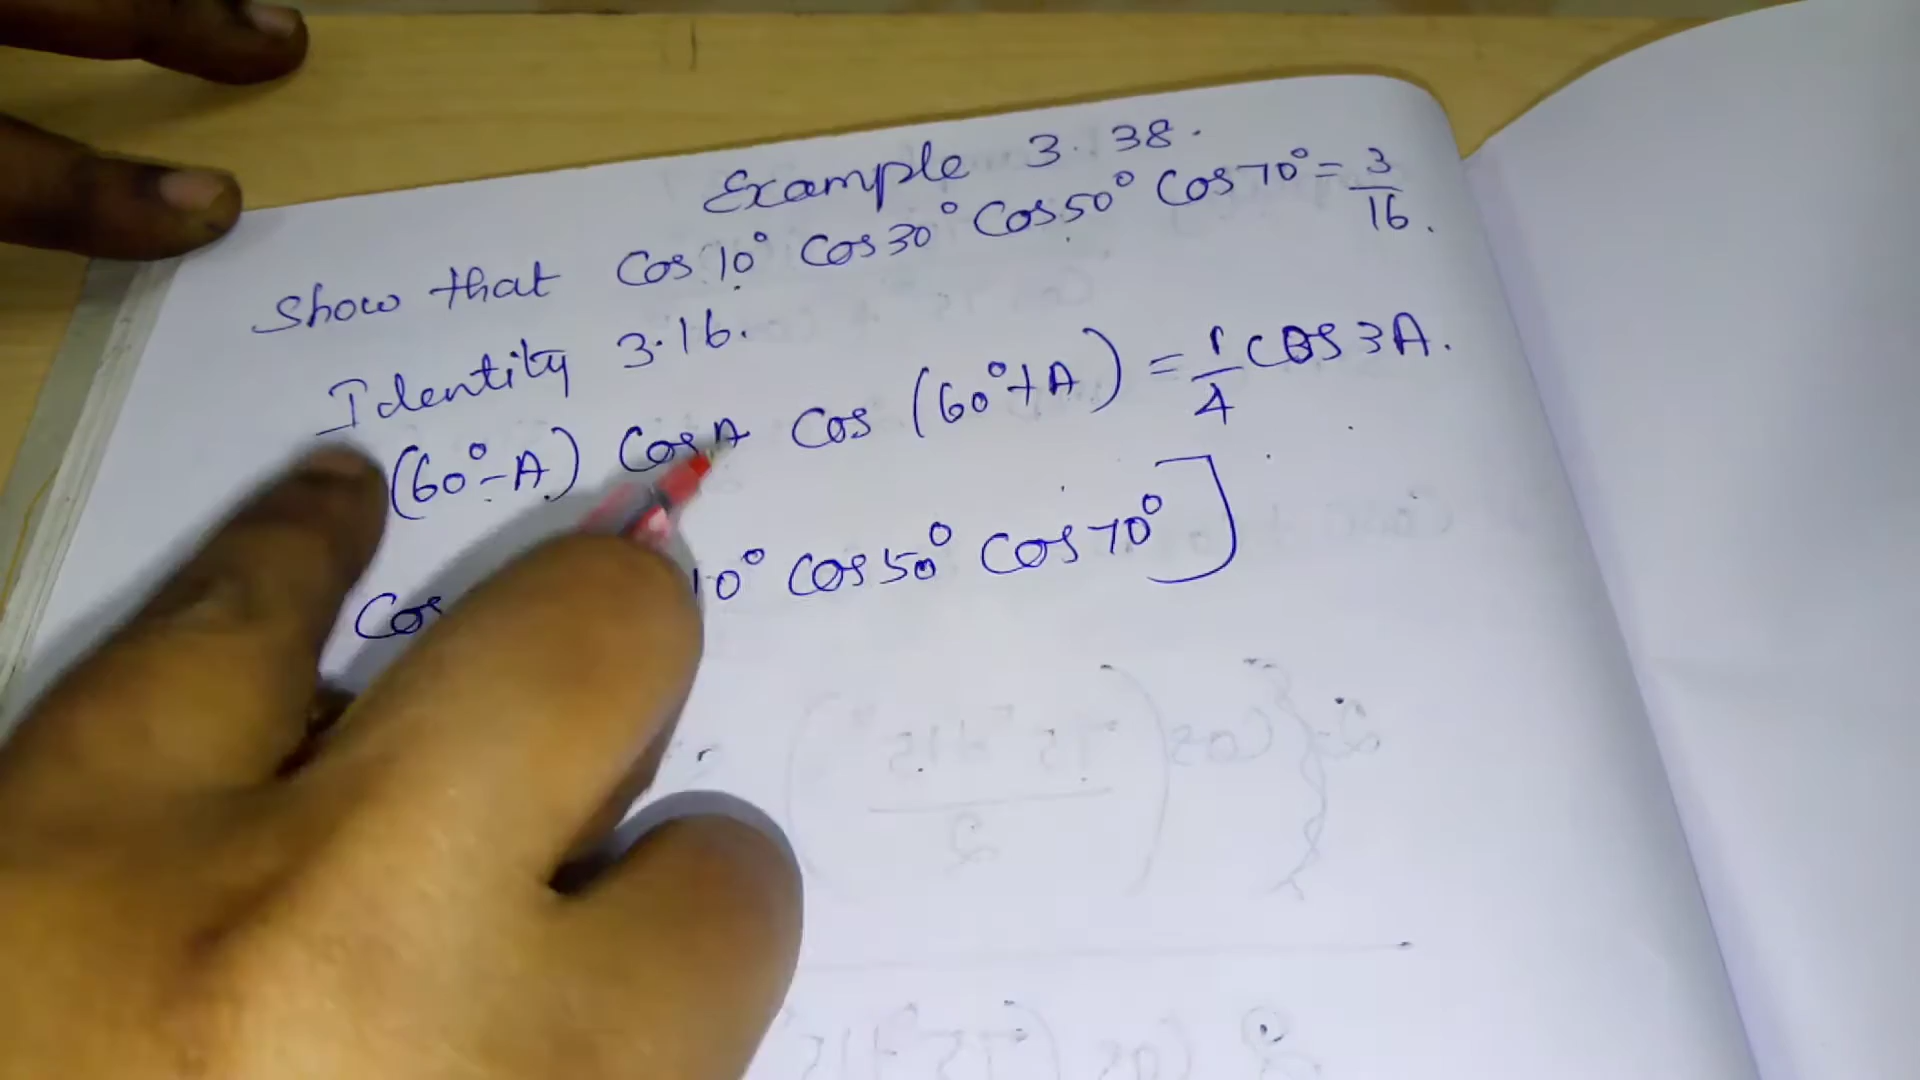 Example 3.38.
Show that Cos 10° Cos 30° Cos 50° Cos 70° = 3/16.
Identity 3.16.
(60°-A) Cos A Cos (60°+A) = 1/4 Cos 3A.
Cos 10° Cos 50° Cos 70° ]